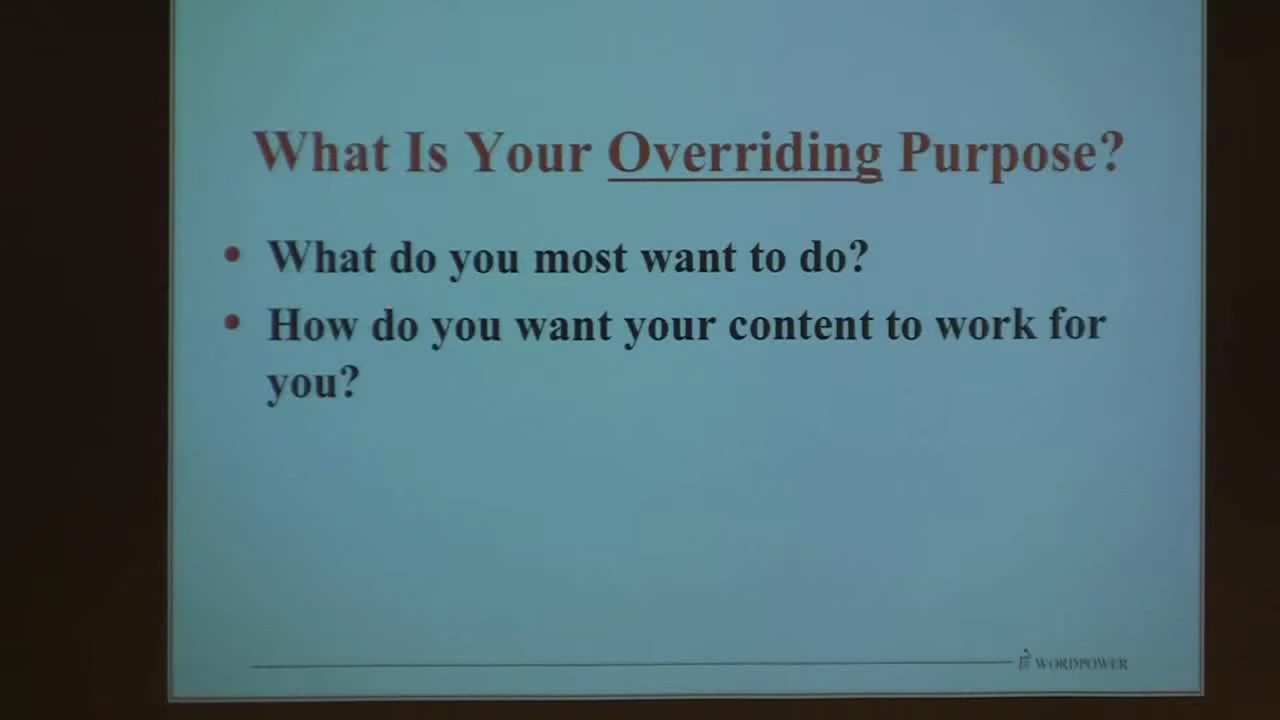 What Is Your Overriding Purpose?
• What do you most want to do?
• How do you want your content to work for
you?
WORDPOWER